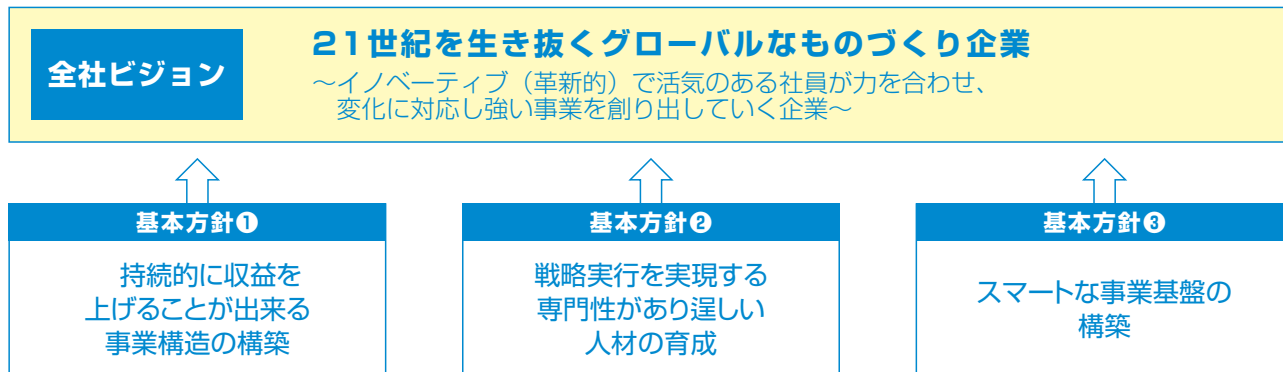 全社ビジョン
21世紀を生き抜くグローバルなものづくり企業
～イノベーティブ（革新的）で活気のある社員が力を合わせ、
変化に対応し強い事業を創り出していく企業～
基本方針❶
持続的に収益を
上げることが出来る
事業構造の構築
基本方針❷
戦略実行を実現する
専門性があり逞しい
人材の育成
基本方針❸
スマートな事業基盤の
構築